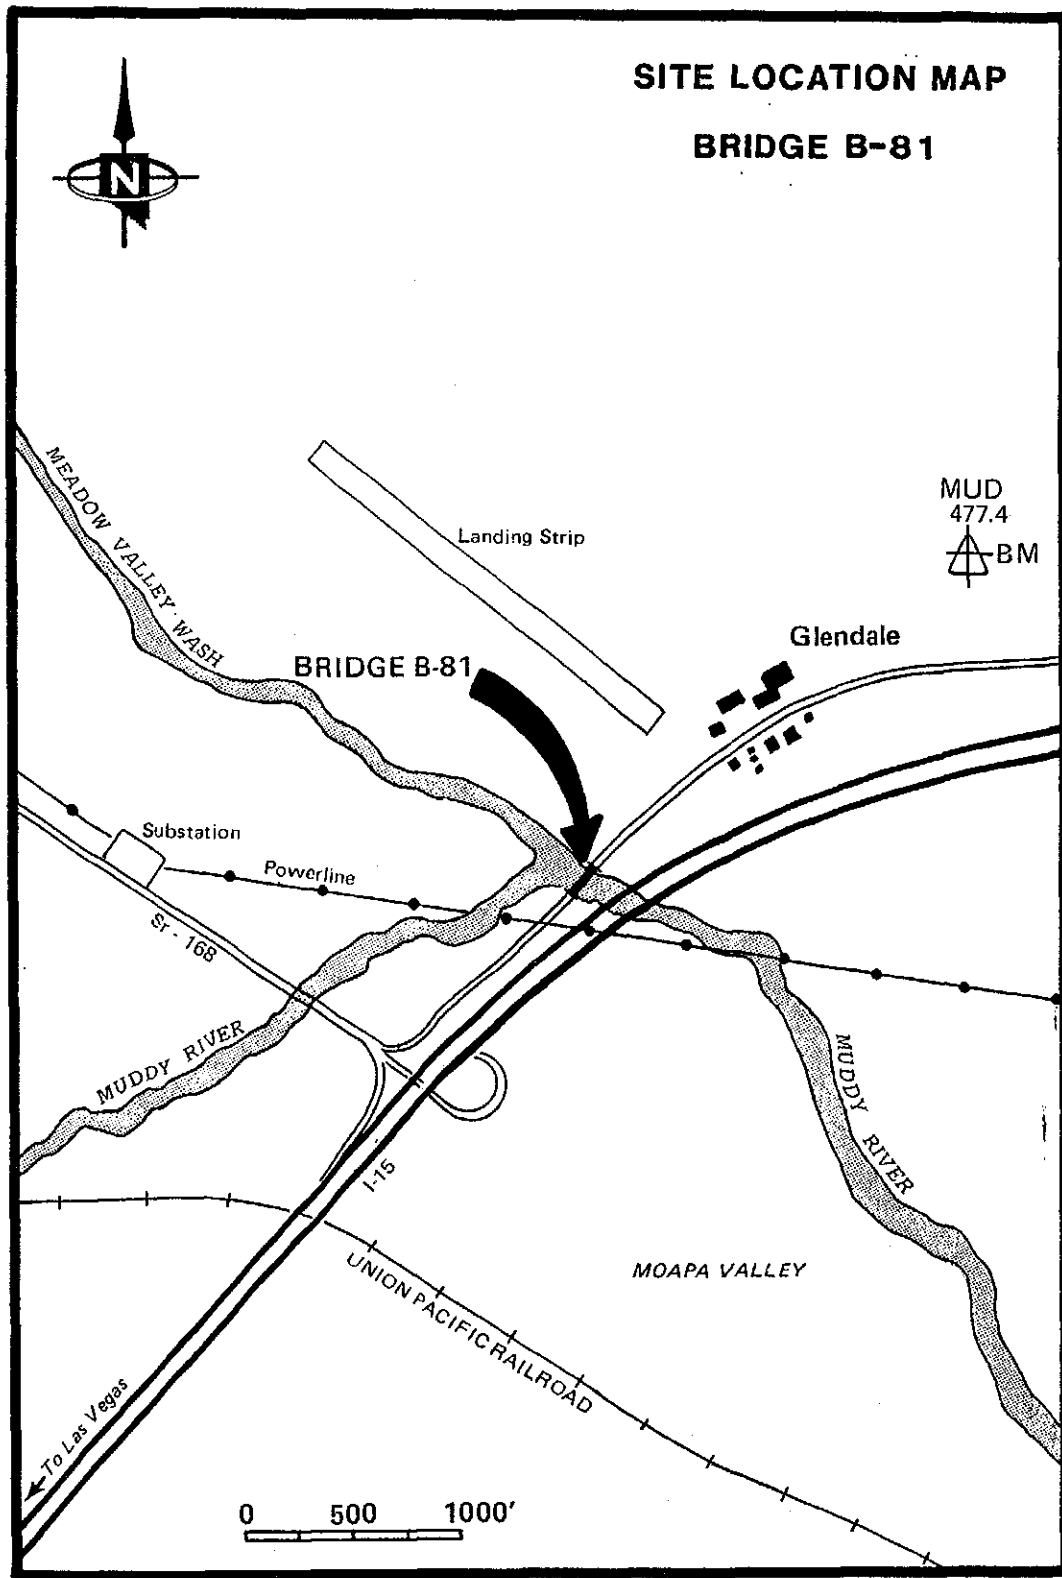 SITE LOCATION MAP
BRIDGE B-81
N
MEADOW VALLEY WASH
Landing Strip
MUD
477.4
BM
Glendale
BRIDGE B-81
Substation
Powerline
Sr - 168
MUDDY RIVER
MUDDY RIVER
I-15
MOAPA VALLEY
UNION PACIFIC RAILROAD
To Las Vegas
0 500 1000'